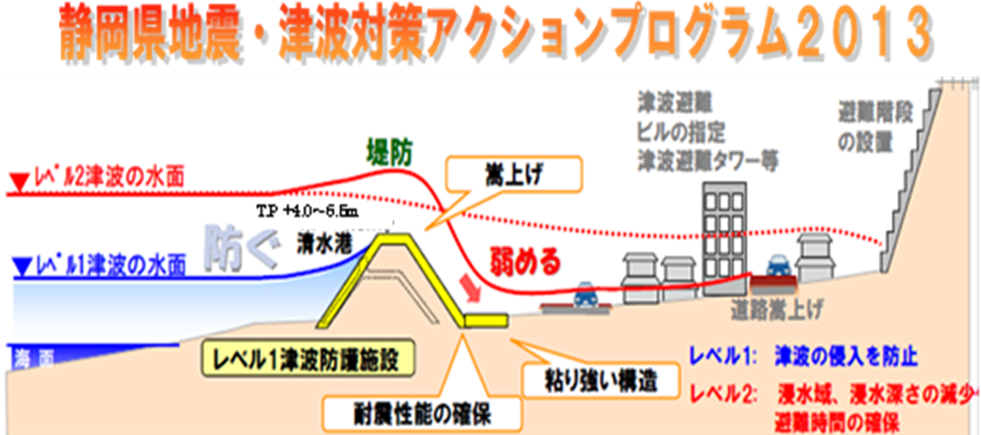 静岡県地震・津波対策アクションプログラム2013
津波避難
ビルの指定
津波避難タワー等
避難階段
の設置
堤防
嵩上げ
レベル2津波の水面
T.P +4.0～6.5m
防ぐ 清水港
レベル1津波の水面
弱める
道路嵩上げ
海面
レベル1津波防護施設
粘り強い構造
耐震性能の確保
レベル1: 津波の侵入を防止
レベル2: 浸水域、浸水深さの減少
避難時間の確保